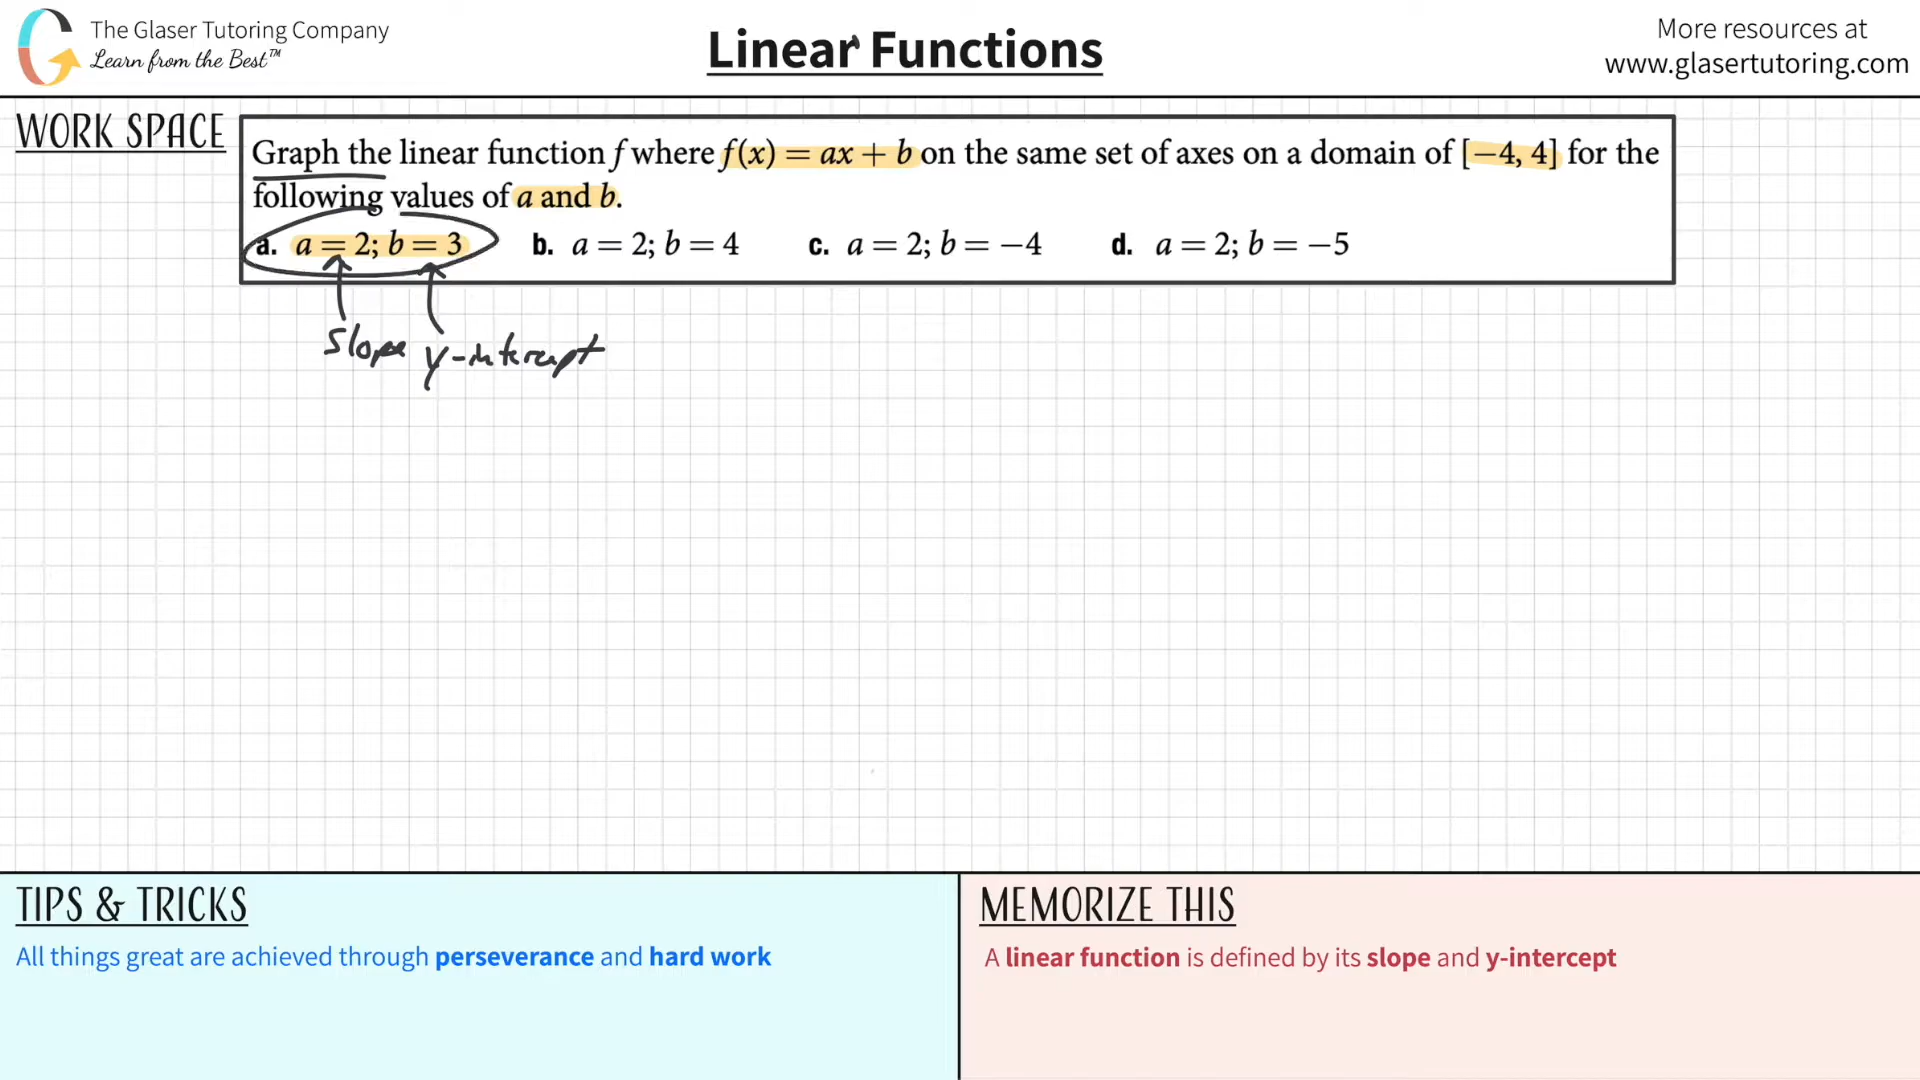 The Glaser Tutoring Company
Learn from the Best™
Linear Functions
More resources at
www.glasertutoring.com
WORK SPACE
Graph the linear function f where f(x) = ax + b on the same set of axes on a domain of [−4, 4] for the
following values of a and b.
a. a = 2; b = 3 b. a = 2; b = 4 c. a = 2; b = −4 d. a = 2; b = −5
Slope y-intercept
TIPS & TRICKS
All things great are achieved through perseverance and hard work
MEMORIZE THIS
A linear function is defined by its slope and y-intercept